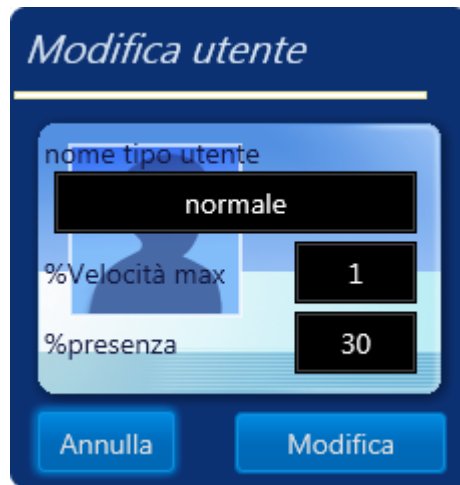 Modifica utente
nome tipo utente
normale
%Velocità max 1
%presenza 30
Annulla Modifica